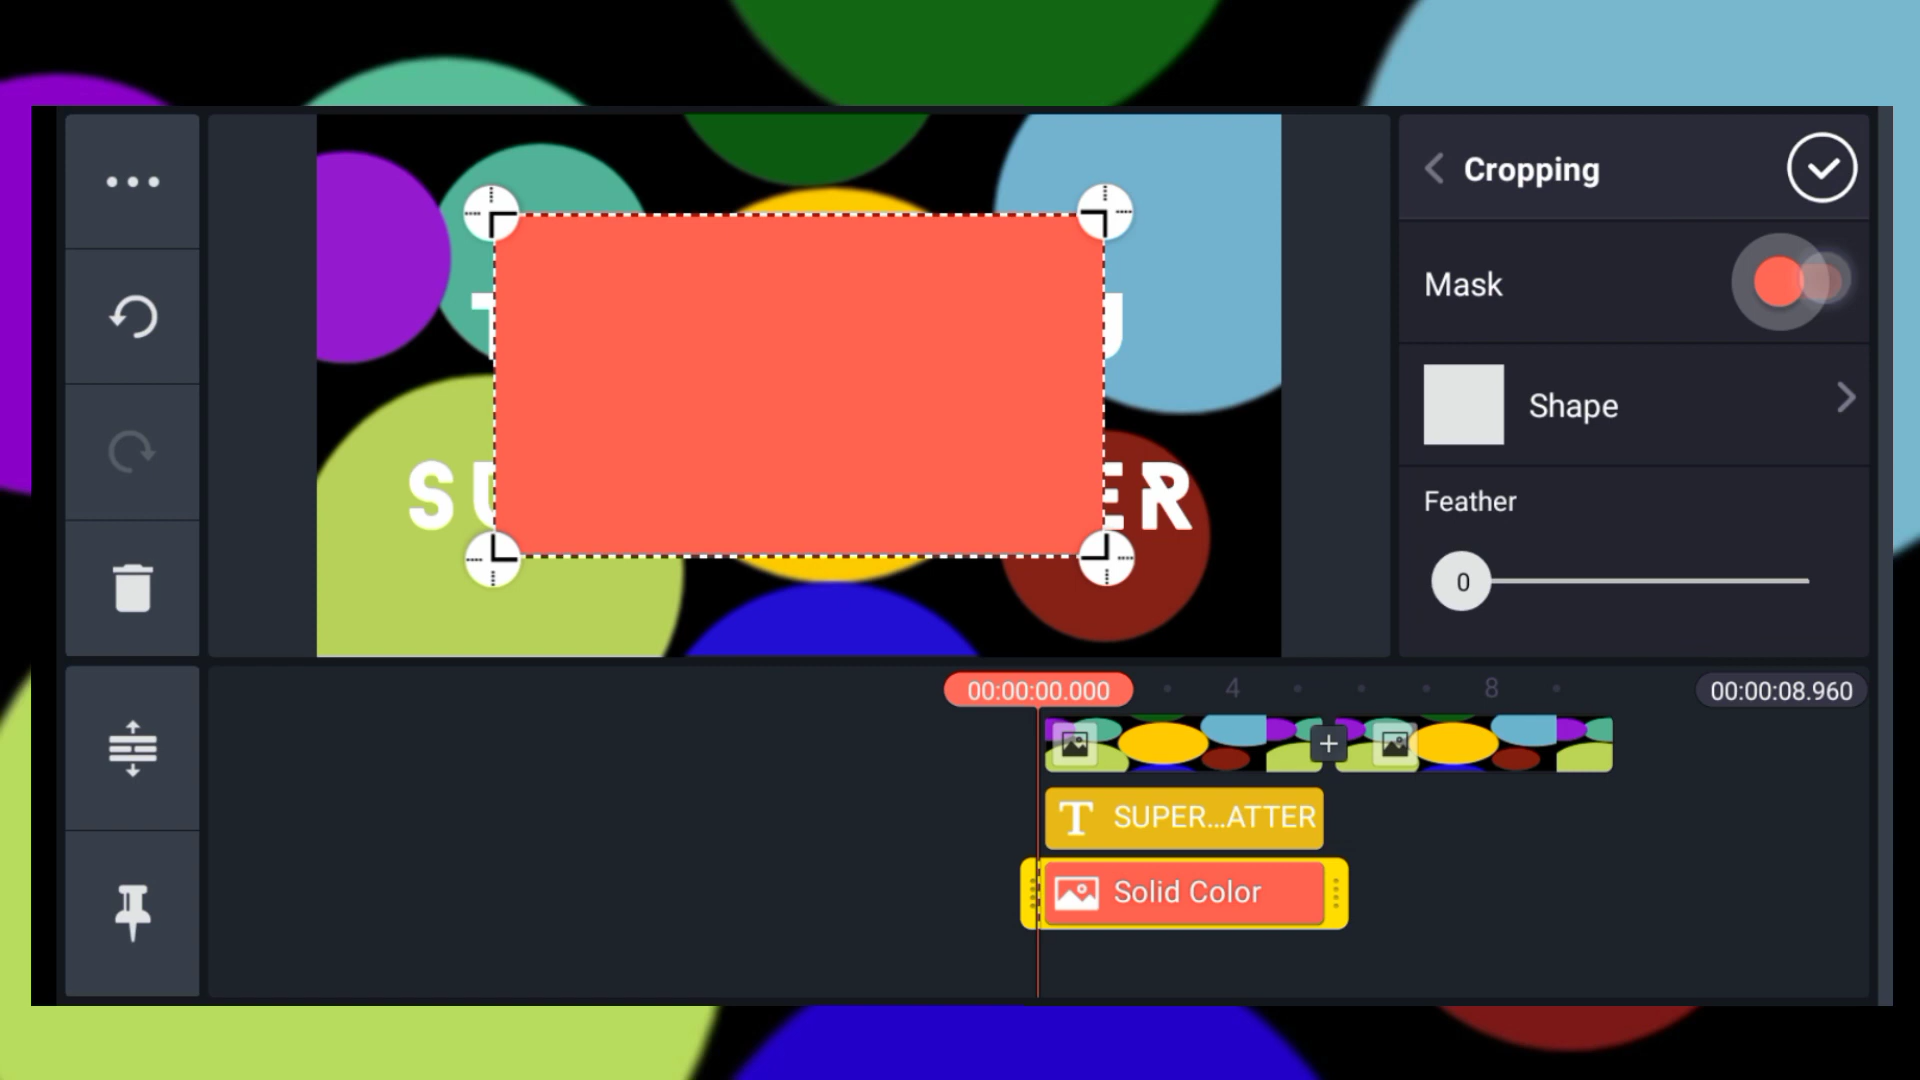 Cropping
Mask
Shape
Feather
0
SU
ER
00:00:00.000
4
8
00:00:08.960
T SUPER...ATTER
Solid Color